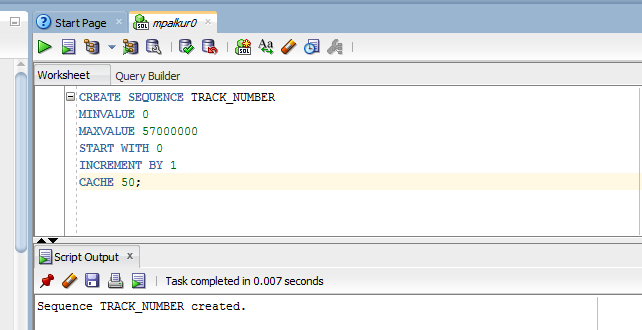 Start Page
mpalkur0
Worksheet
Query Builder
CREATE SEQUENCE TRACK_NUMBER
MINVALUE 0
MAXVALUE 57000000
START WITH 0
INCREMENT BY 1
CACHE 50;
Script Output x
Task completed in 0.007 seconds
Sequence TRACK_NUMBER created.